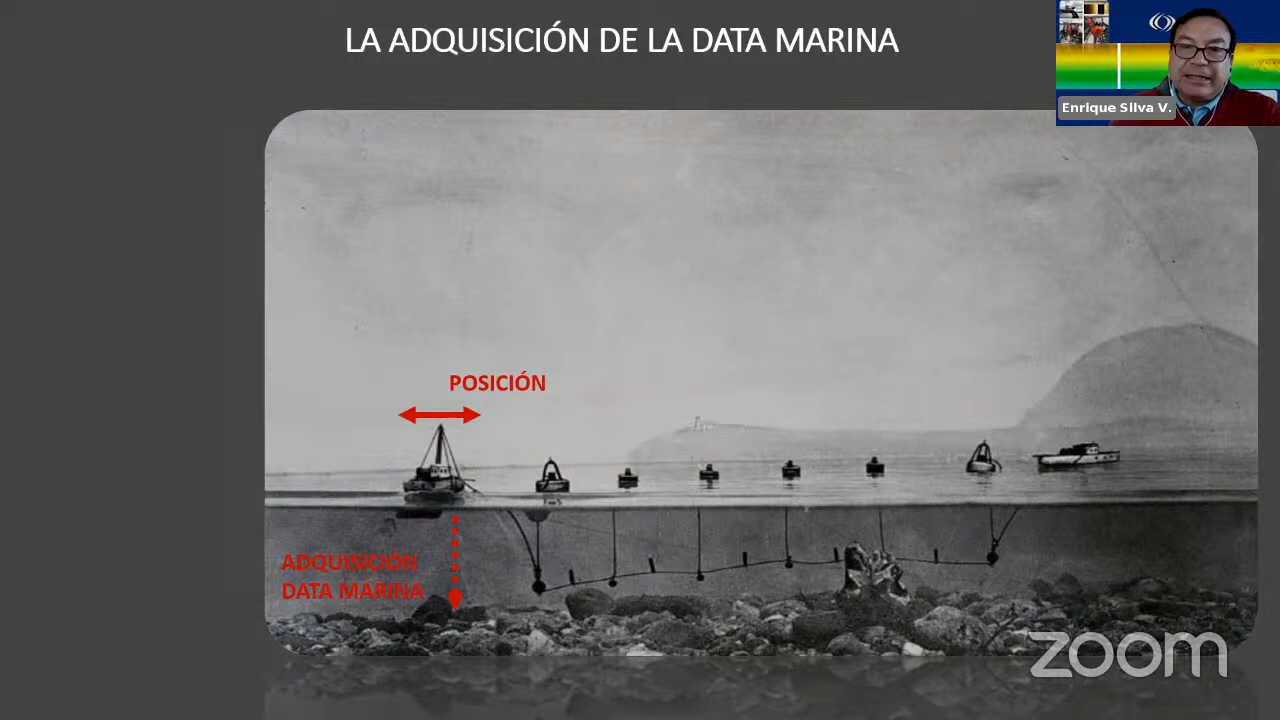 LA ADQUISICIÓN DE LA DATA MARINA
Enrique Silva V.
POSICIÓN
ADQUISICIÓN
DATA MARINA
zoom